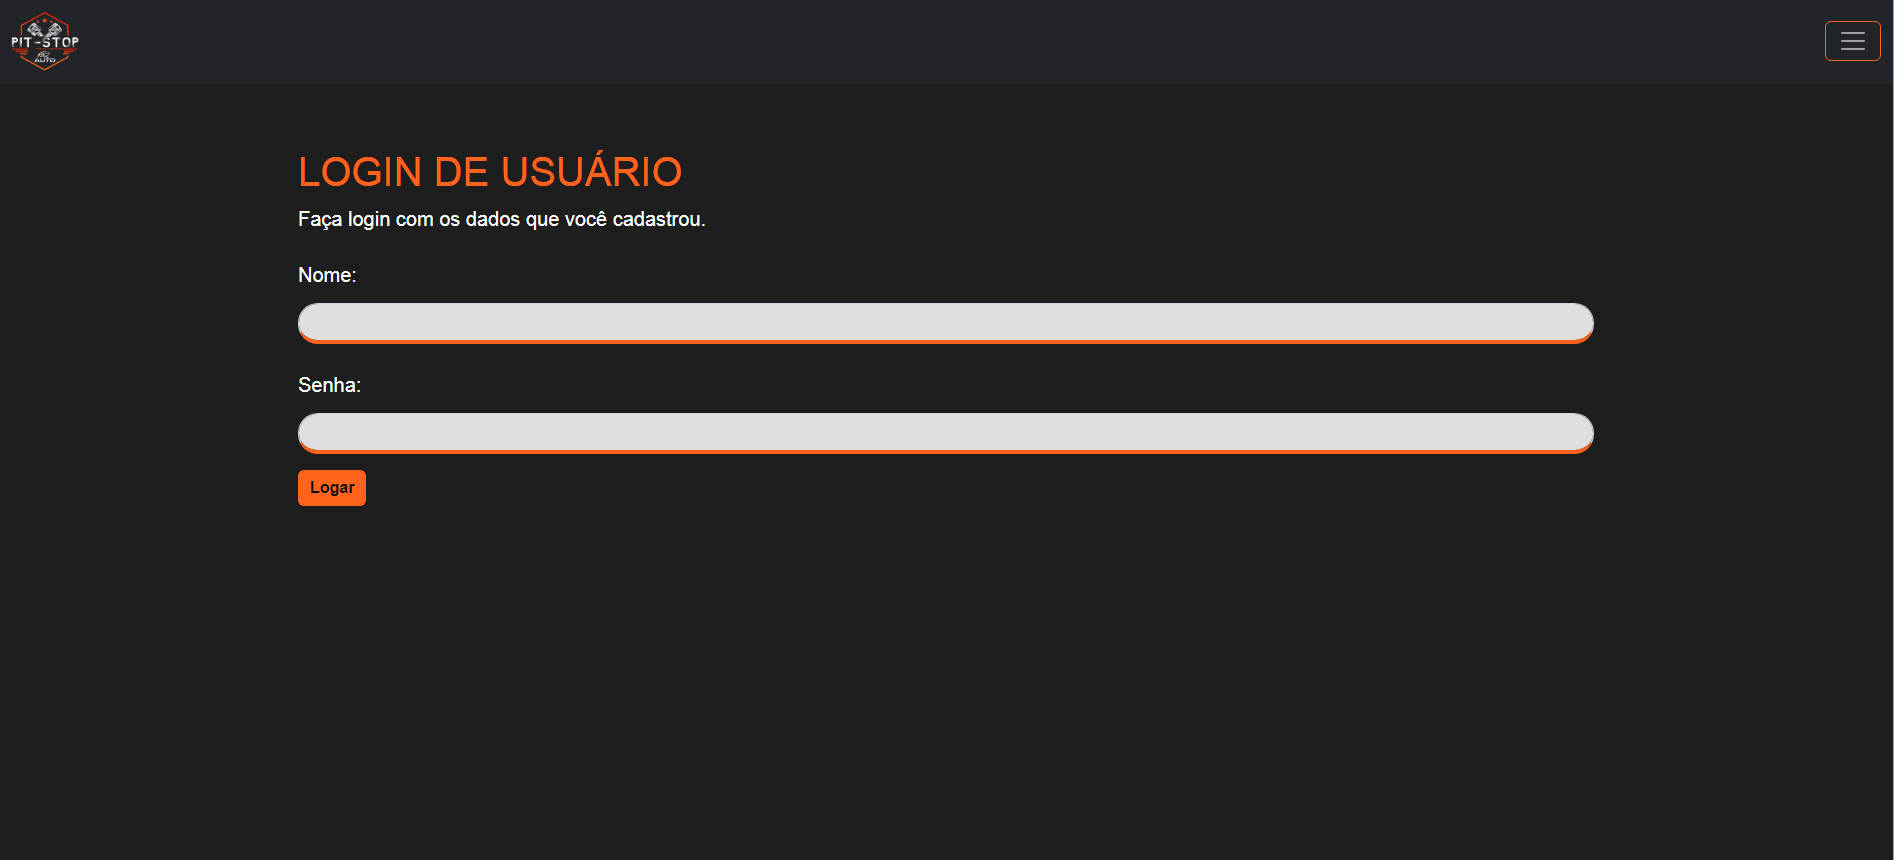 PIT-STOP
AUTO
LOGIN DE USUÁRIO
Faça login com os dados que você cadastrou.
Nome:
Senha:
Logar